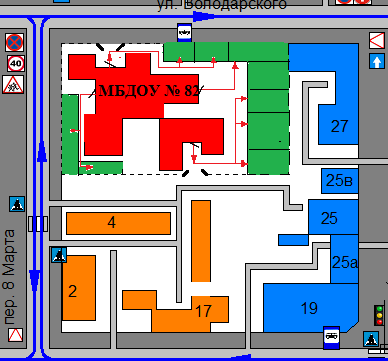 ул. Володарского
40
МБДОУ № 82
27
25в
4
25
пер. 8 Марта
25а
2
17
19